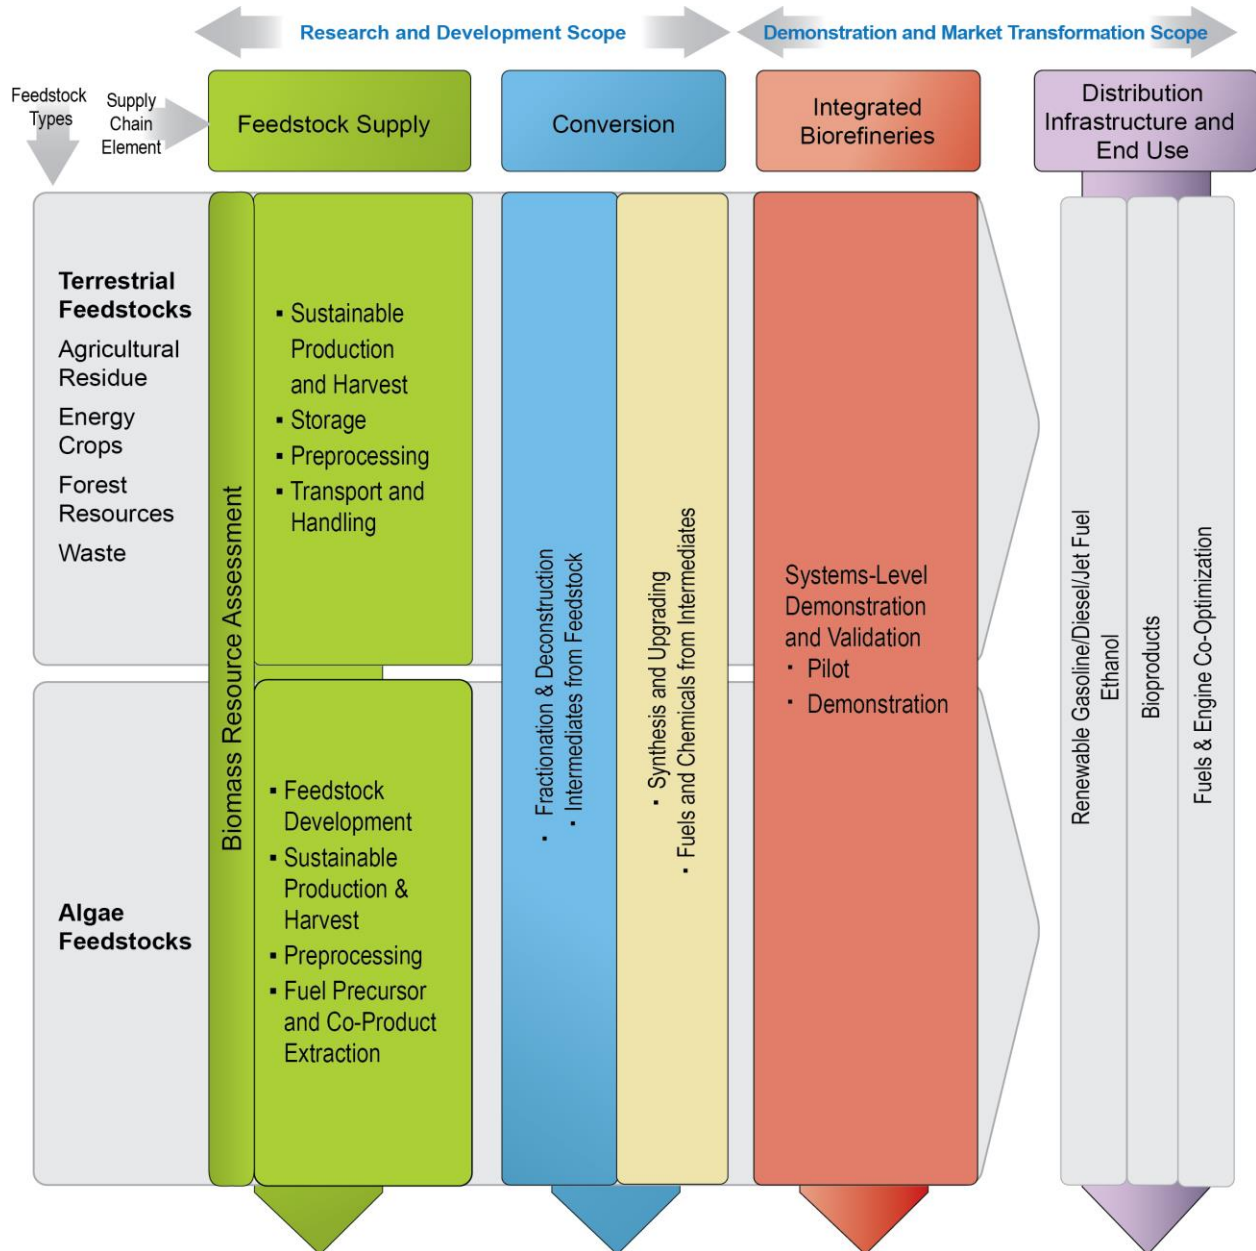 Research and Development Scope
Demonstration and Market Transformation Scope
Feedstock
Types
Supply
Chain
Element
Feedstock Supply
Conversion
Integrated
Biorefineries
Distribution
Infrastructure and
End Use
Terrestrial
Feedstocks
Agricultural
Residue
Energy
Crops
Forest
Resources
Waste
Biomass Resource Assessment
▪ Sustainable
Production
and Harvest
▪ Storage
▪ Preprocessing
▪ Transport and
Handling
Algae
Feedstocks
▪ Feedstock
Development
▪ Sustainable
Production &
Harvest
▪ Preprocessing
▪ Fuel Precursor
and Co-Product
Extraction
▪ Fractionation & Deconstruction
▪ Intermediates from Feedstock
▪ Synthesis and Upgrading
▪ Fuels and Chemicals from Intermediates
Systems-Level
Demonstration
and Validation
▪ Pilot
▪ Demonstration
Renewable Gasoline/Diesel/Jet Fuel
Ethanol
Bioproducts
Fuels & Engine Co-Optimization